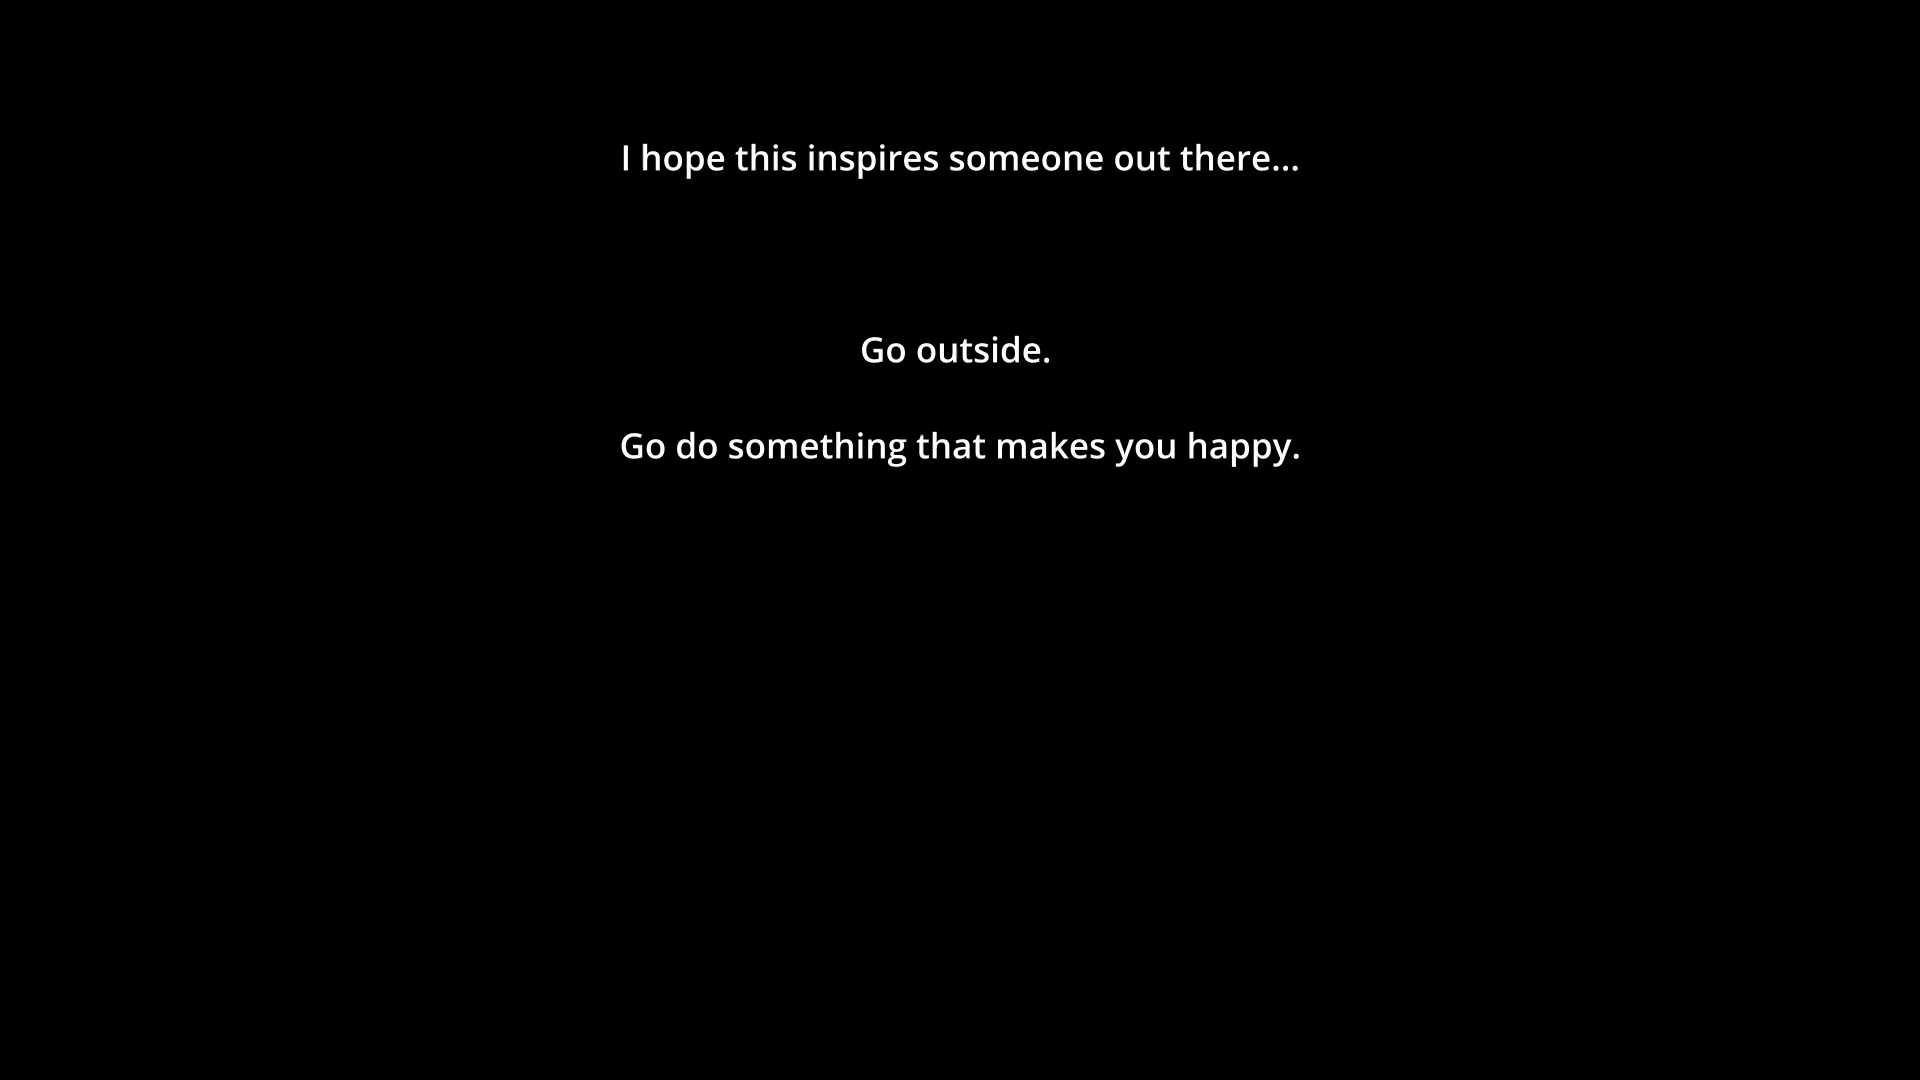 I hope this inspires someone out there...
Go outside.
Go do something that makes you happy.